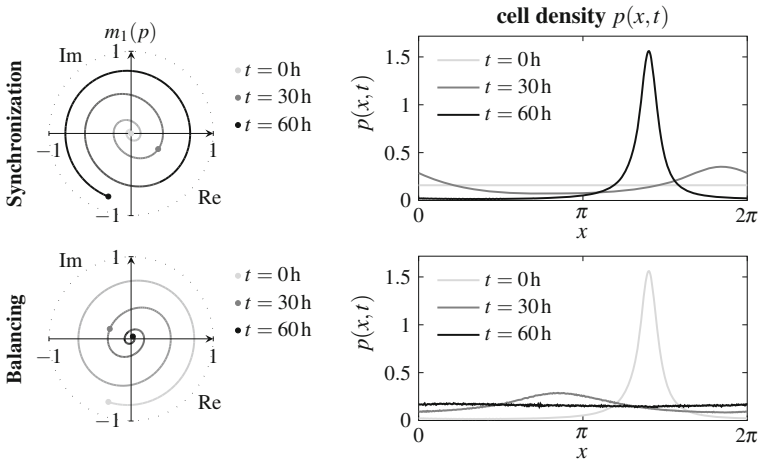 cell density p(x,t)
Synchronization
m₁(p)
Im
1
−1
1
−1
Re
t = 0h
t = 30h
t = 60h
p(x,t)
1.5
1
0.5
0
t = 0h
t = 30h
t = 60h
0
π
2π
x
Balancing
Im
1
−1
1
−1
Re
t = 0h
t = 30h
t = 60h
p(x,t)
1.5
1
0.5
0
t = 0h
t = 30h
t = 60h
0
π
2π
x